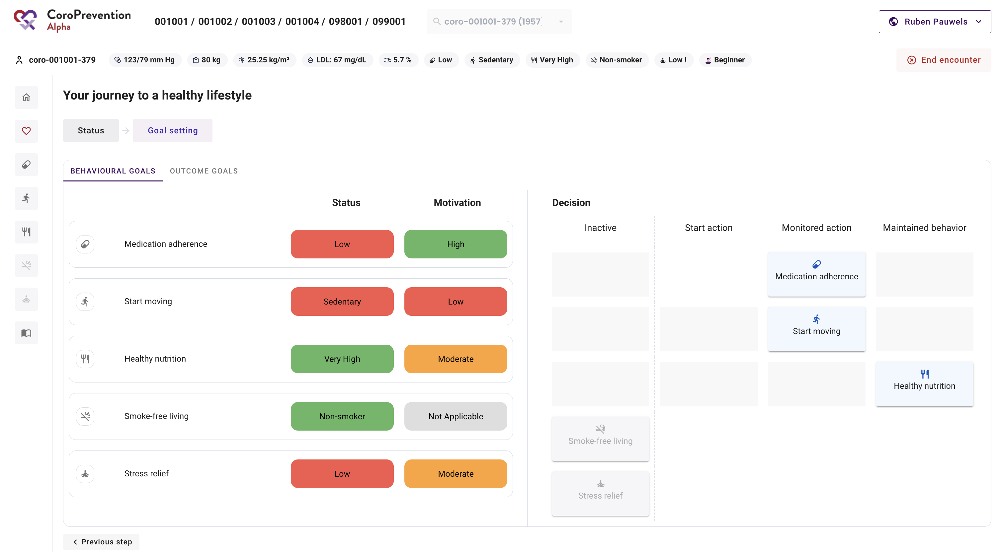 CoroPrevention
Alpha
001001 / 001002 / 001003 / 001004 / 098001 / 099001
coro-001001-379 (1957
Ruben Pauwels
coro-001001-379
123/79 mm Hg
80 kg
25.25 kg/m²
LDL: 67 mg/dL
5.7 %
Low
Sedentary
Very High
Non-smoker
Low !
Beginner
End encounter
Your journey to a healthy lifestyle
Status
Goal setting
BEHAVIOURAL GOALS
OUTCOME GOALS
Status
Motivation
Medication adherence
Low
High
Start moving
Sedentary
Low
Healthy nutrition
Very High
Moderate
Smoke-free living
Non-smoker
Not Applicable
Stress relief
Low
Moderate
Decision
Inactive
Start action
Monitored action
Maintained behavior
Medication adherence
Start moving
Healthy nutrition
Smoke-free living
Stress relief
Previous step